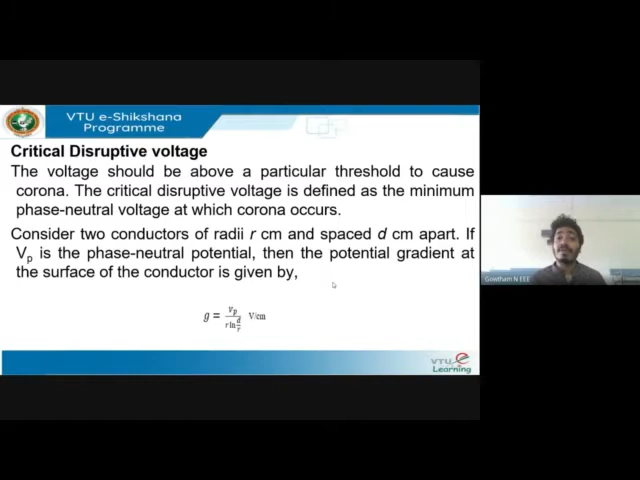 VTU e-Shikshana
Programme
Critical Disruptive voltage
The voltage should be above a particular threshold to cause
corona. The critical disruptive voltage is defined as the minimum
phase-neutral voltage at which corona occurs.
Consider two conductors of radii r cm and spaced d cm apart. If
Vp is the phase-neutral potential, then the potential gradient at
the surface of the conductor is given by,
g = Vp / (r ln d/r) V/cm
VTU e
Learning
Gowtham N EEE